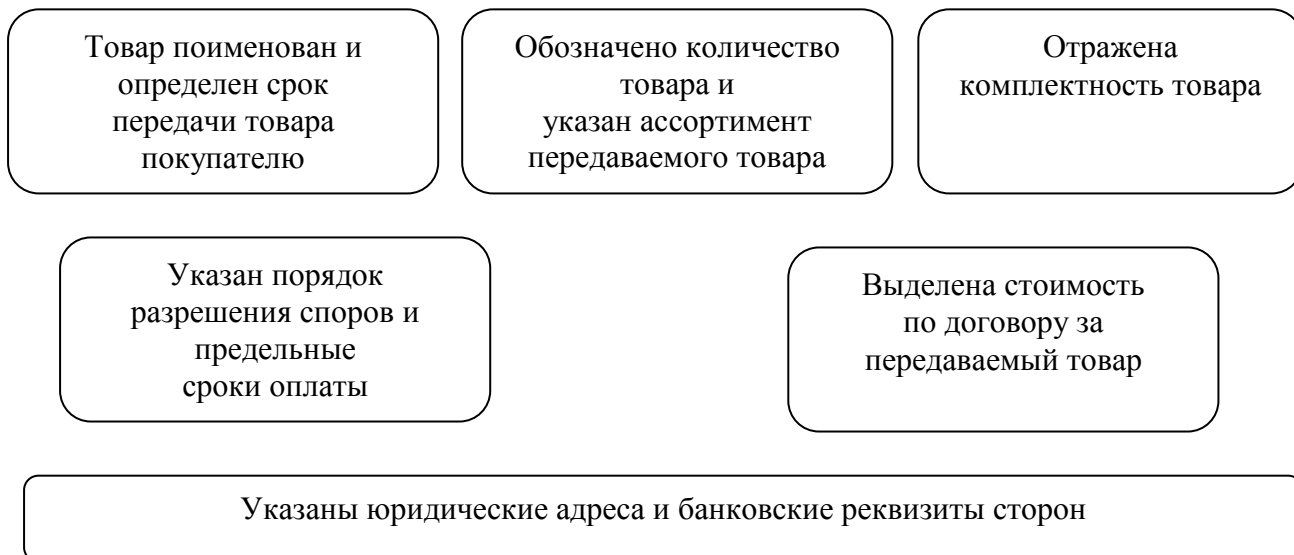 Товар поименован и
определен срок
передачи товара
покупателю
Обозначено количество
товара и
указан ассортимент
передаваемого товара
Отражена
комплектность товара
Указан порядок
разрешения споров и
предельные
сроки оплаты
Выделена стоимость
по договору за
передаваемый товар
Указаны юридические адреса и банковские реквизиты сторон